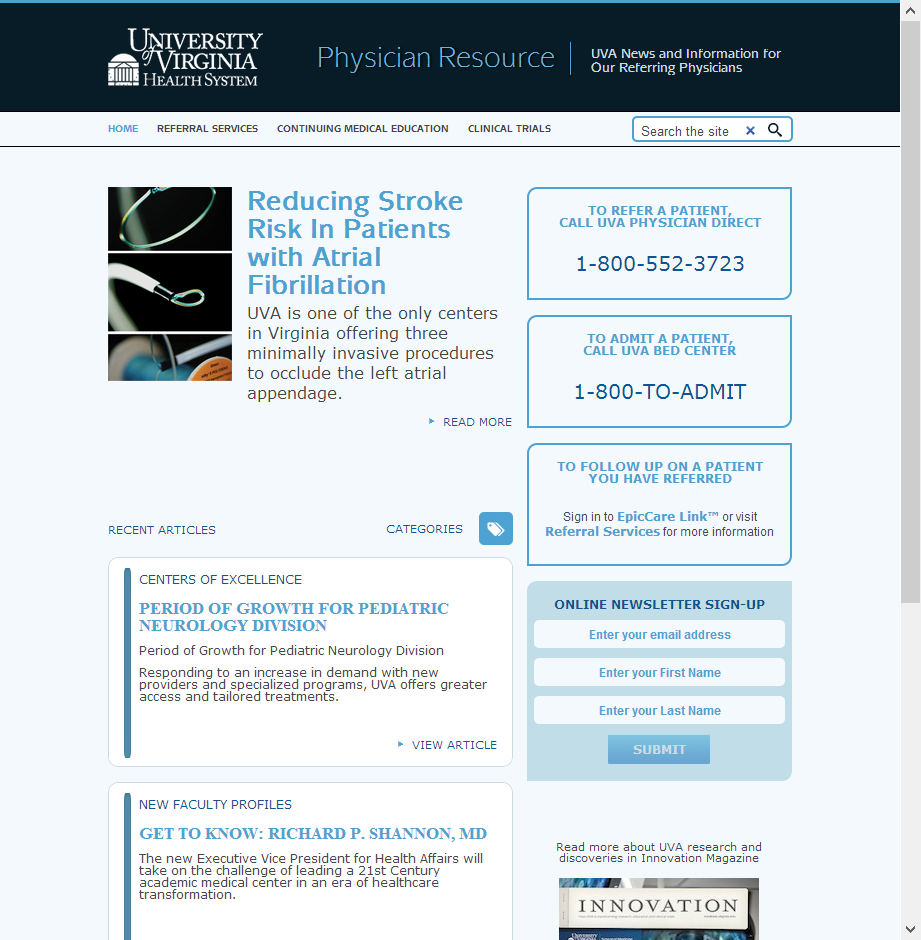 UNIVERSITY
of VIRGINIA
HEALTH SYSTEM
Physician Resource
UVA News and Information for
Our Referring Physicians
HOME
REFERRAL SERVICES
CONTINUING MEDICAL EDUCATION
CLINICAL TRIALS
Search the site
Reducing Stroke
Risk In Patients
with Atrial
Fibrillation
UVA is one of the only centers
in Virginia offering three
minimally invasive procedures
to occlude the left atrial
appendage.
READ MORE
TO REFER A PATIENT,
CALL UVA PHYSICIAN DIRECT
1-800-552-3723
TO ADMIT A PATIENT,
CALL UVA BED CENTER
1-800-TO-ADMIT
TO FOLLOW UP ON A PATIENT
YOU HAVE REFERRED
Sign in to EpicCare Link™ or visit
Referral Services for more information
RECENT ARTICLES
CATEGORIES
CENTERS OF EXCELLENCE
PERIOD OF GROWTH FOR PEDIATRIC
NEUROLOGY DIVISION
Period of Growth for Pediatric Neurology Division
Responding to an increase in demand with new
providers and specialized programs, UVA offers greater
access and tailored treatments.
VIEW ARTICLE
NEW FACULTY PROFILES
GET TO KNOW: RICHARD P. SHANNON, MD
The new Executive Vice President for Health Affairs will
take on the challenge of leading a 21st Century
academic medical center in an era of healthcare
transformation.
ONLINE NEWSLETTER SIGN-UP
Enter your email address
Enter your First Name
Enter your Last Name
SUBMIT
Read more about UVA research and
discoveries in Innovation Magazine
INNOVATION